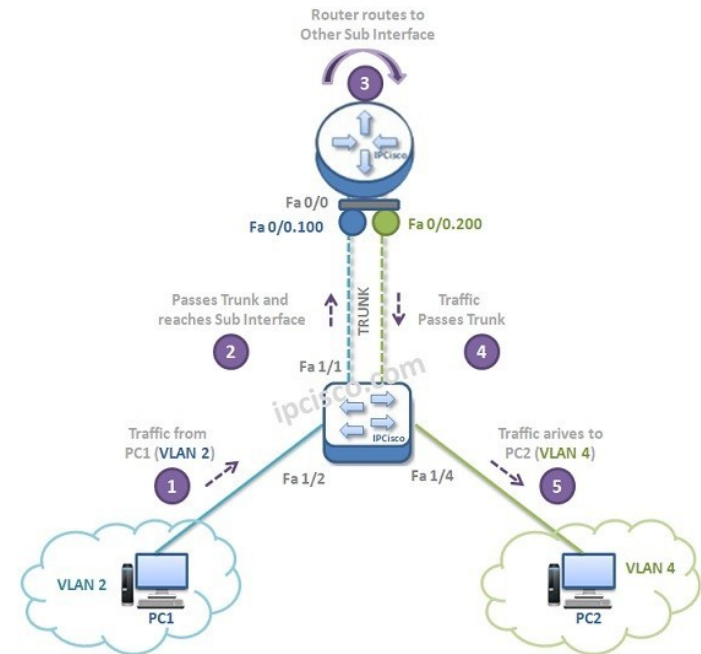 Router routes to
Other Sub Interface
3
IPCisco
Fa 0/0
Fa 0/0.100
Fa 0/0.200
Passes Trunk and
reaches Sub Interface
2
TRUNK
Traffic
Passes Trunk
4
Fa 1/1
ipcisco.com
IPCisco
Traffic from
PC1 (VLAN 2)
1
Fa 1/2
Fa 1/4
Traffic arives to
PC2 (VLAN 4)
5
VLAN 2
PC1
VLAN 4
PC2